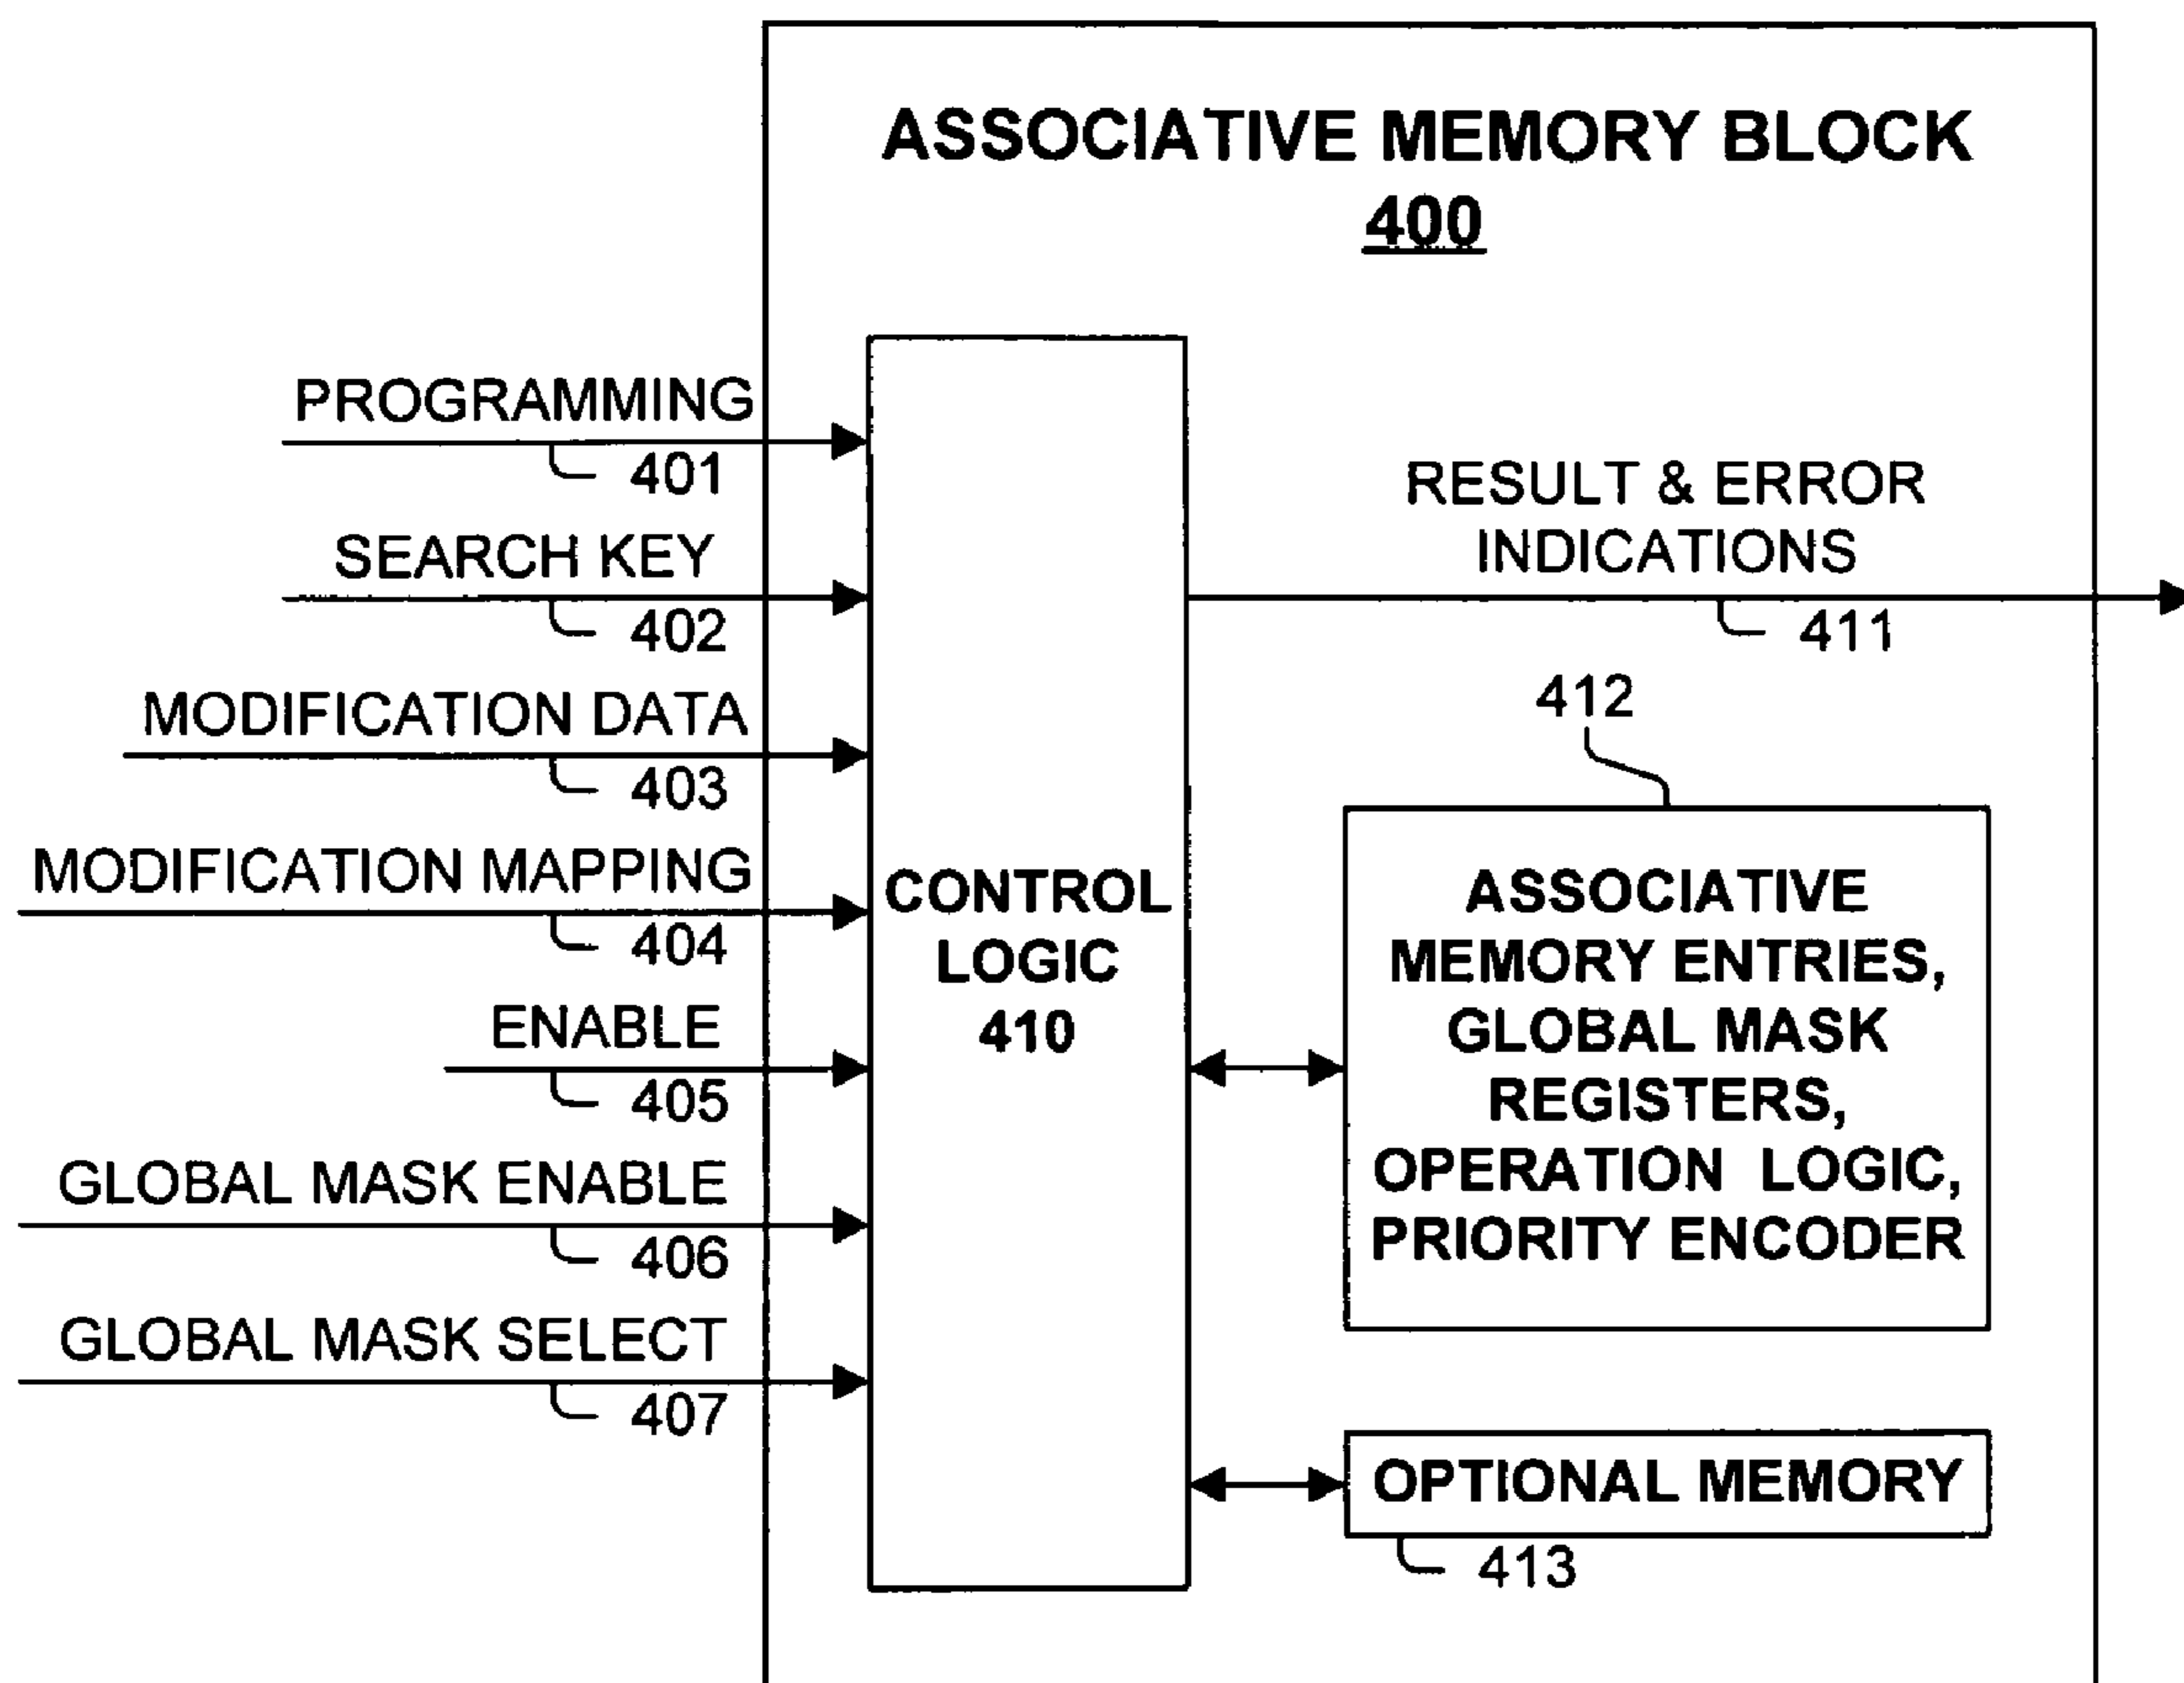 ASSOCIATIVE MEMORY BLOCK
400
PROGRAMMING
401
SEARCH KEY
402
MODIFICATION DATA
403
MODIFICATION MAPPING
404
ENABLE
405
GLOBAL MASK ENABLE
406
GLOBAL MASK SELECT
407
CONTROL
LOGIC
410
RESULT & ERROR
INDICATIONS
411
412
ASSOCIATIVE
MEMORY ENTRIES,
GLOBAL MASK
REGISTERS,
OPERATION LOGIC,
PRIORITY ENCODER
OPTIONAL MEMORY
413